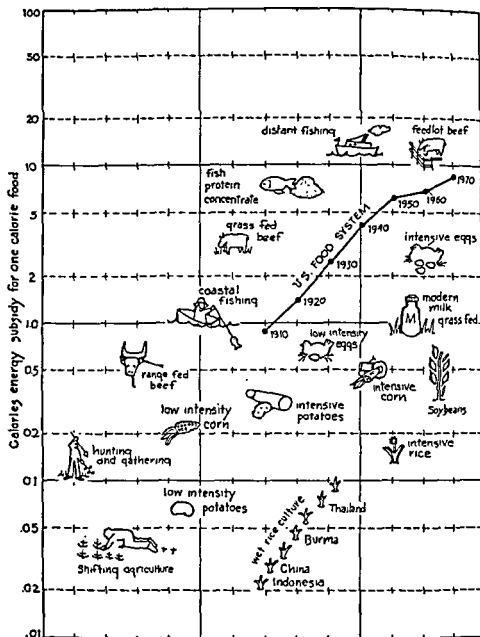 100
50
20
10
5
2
1.0
0.5
02
01
.05
.02
.01
Calories energy subsidy for one calorie food
distant fishing
feedlot beef
fish
protein
concentrate
grass fed
beef
U.S. FOOD SYSTEM
1910
1920
1930
1940
1950
1960
1970
intensive eggs
coastal
fishing
modern
milk
grass fed
M
low intensity
eggs
range fed
beef
intensive
corn
Soybeans
low intensity
corn
intensive
potatoes
hunting
and gathering
intensive
rice
low intensity
potatoes
wet rice culture
Thailand
Burma
China
Indonesia
Shifting agriculture